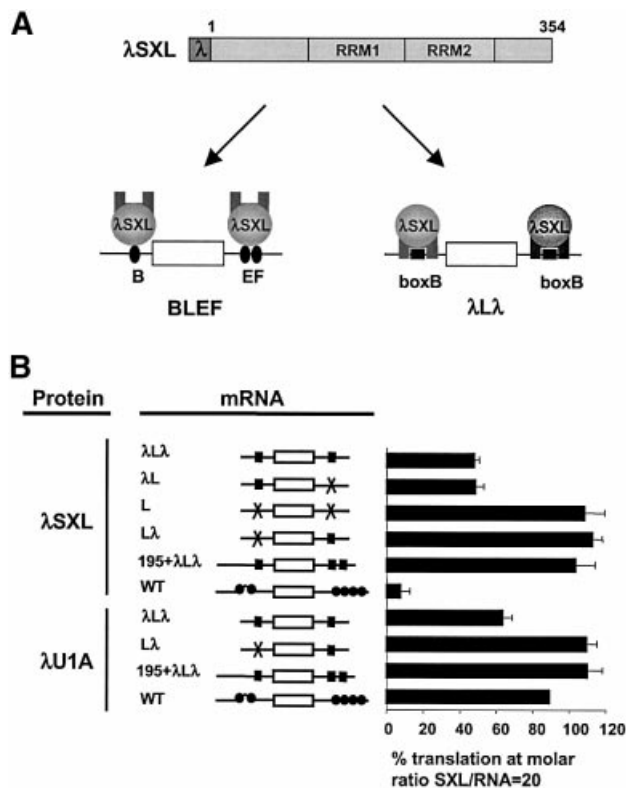 A
1 354
λSXL λ RRM1 RRM2
λSXL λSXL λSXL λSXL
B EF boxB boxB
BLEF λLλ
B
Protein mRNA
λSXL
λLλ
λL
L
Lλ
195+λLλ
WT
λU1A
λLλ
Lλ
195+λLλ
WT
0 20 40 60 80 100 120
% translation at molar
ratio SXL/RNA=20